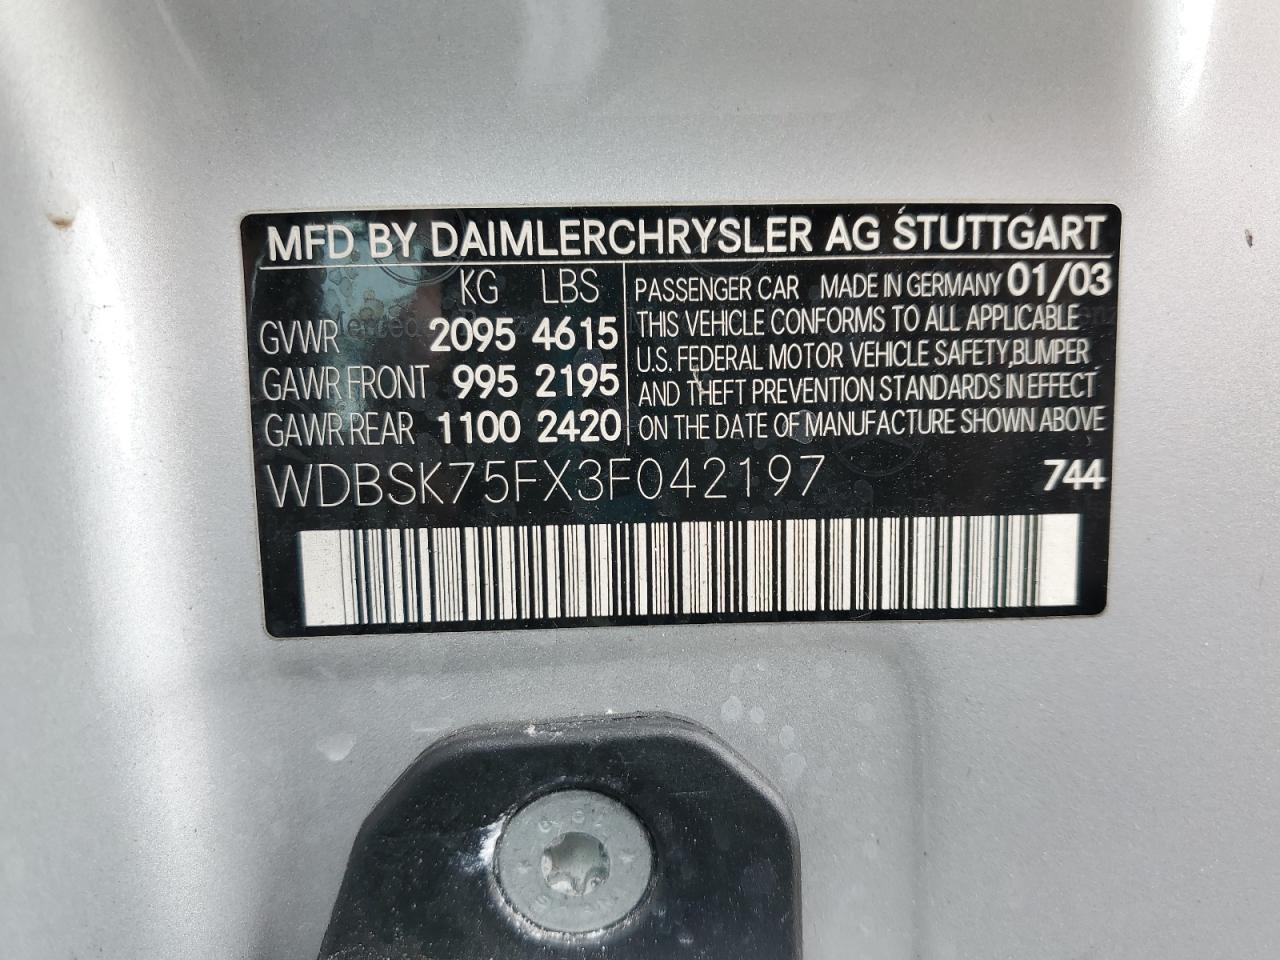 MFD BY DAIMLERCHRYSLER AG STUTTGART
KG LBS
GVWR 2095 4615
GAWR FRONT 995 2195
GAWR REAR 1100 2420
PASSENGER CAR MADE IN GERMANY 01/03
THIS VEHICLE CONFORMS TO ALL APPLICABLE
U.S. FEDERAL MOTOR VEHICLE SAFETY, BUMPER
AND THEFT PREVENTION STANDARDS IN EFFECT
ON THE DATE OF MANUFACTURE SHOWN ABOVE
WDBSK75FX3F042197 744